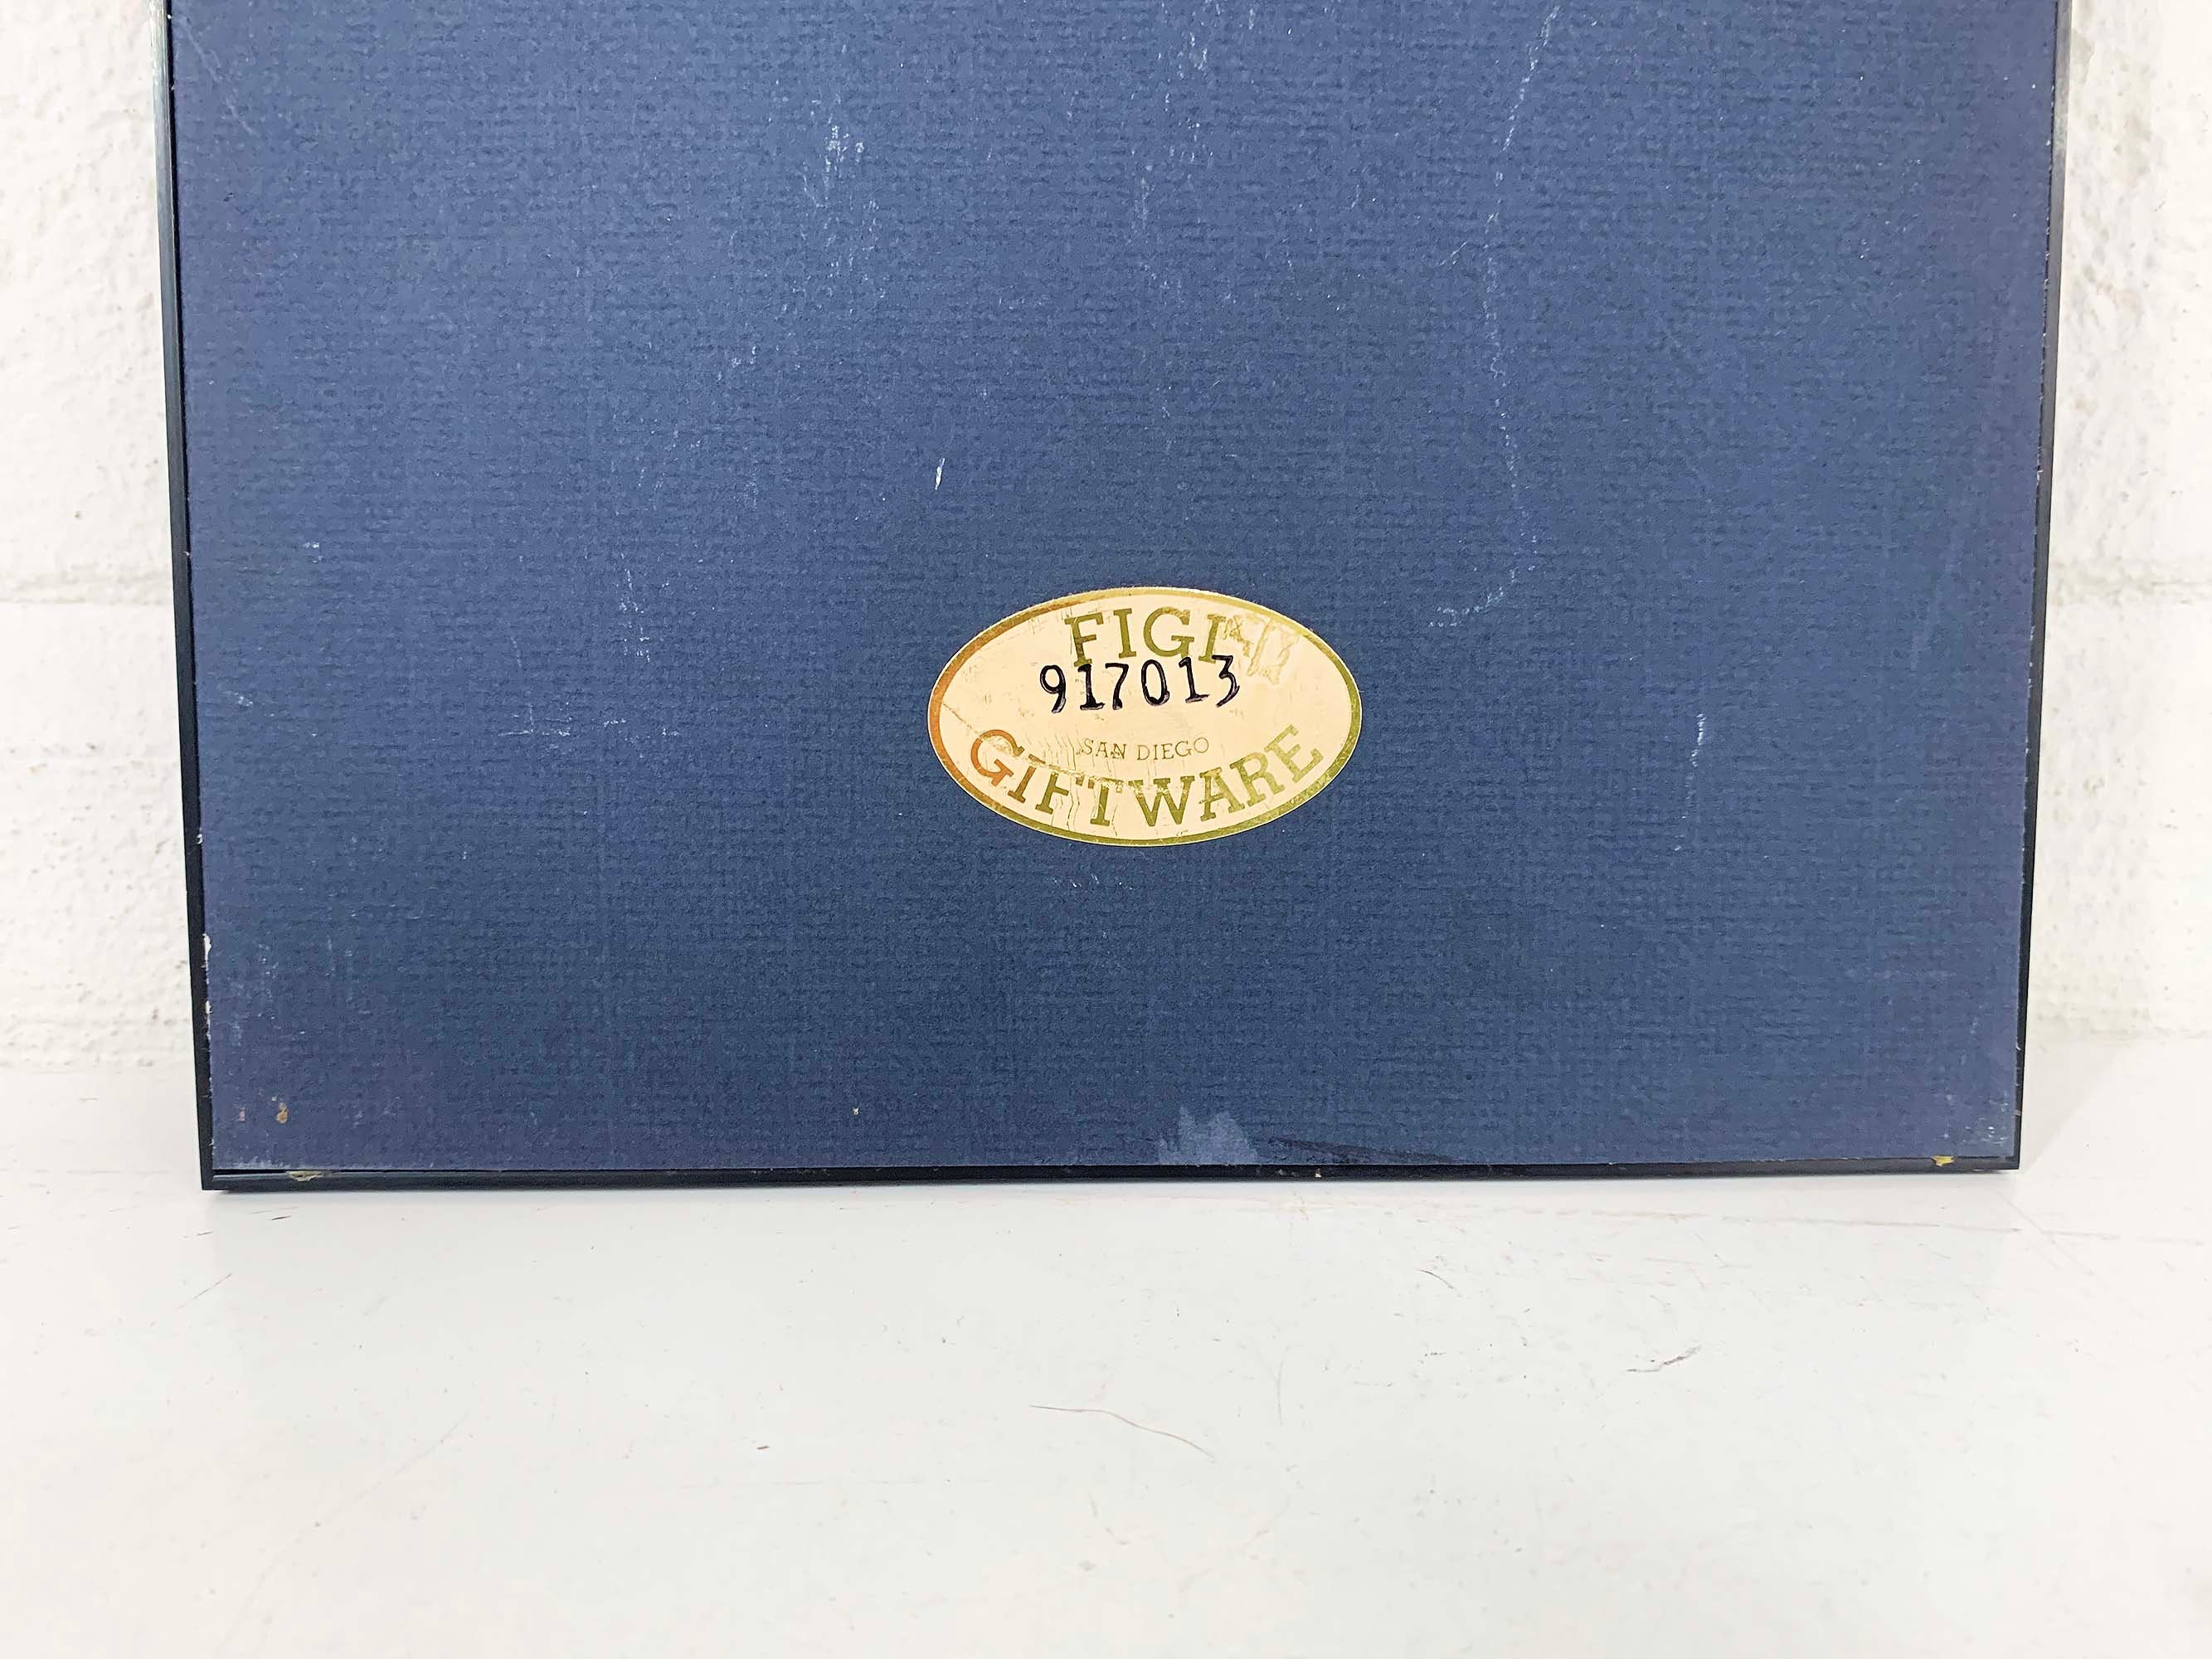 FIGI
917013
SAN DIEGO
GIFTWARE